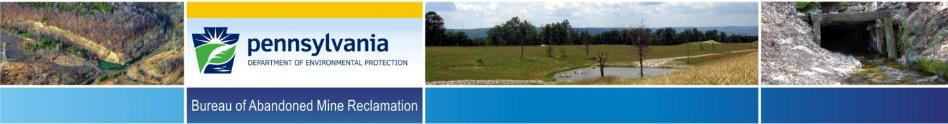 pennsylvania
DEPARTMENT OF ENVIRONMENTAL PROTECTION
Bureau of Abandoned Mine Reclamation